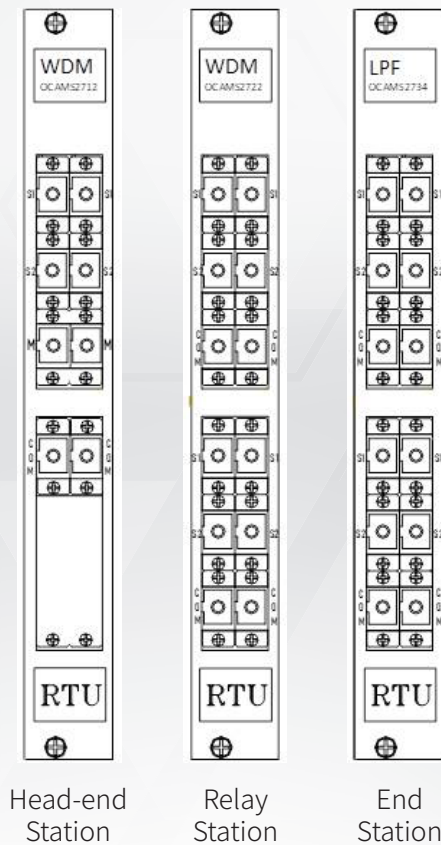 WDM
OCAMS2712
S1 S1
S2 S2
M M
COM COM
RTU
Head-end
Station
WDM
OCAMS2722
S1 S1
S2 S2
COM COM
S1 S1
S2 S2
COM COM
RTU
Relay
Station
LPF
OCAMS2734
S1 S1
S2 S2
COM COM
S1 S1
S2 S2
COM COM
RTU
End
Station